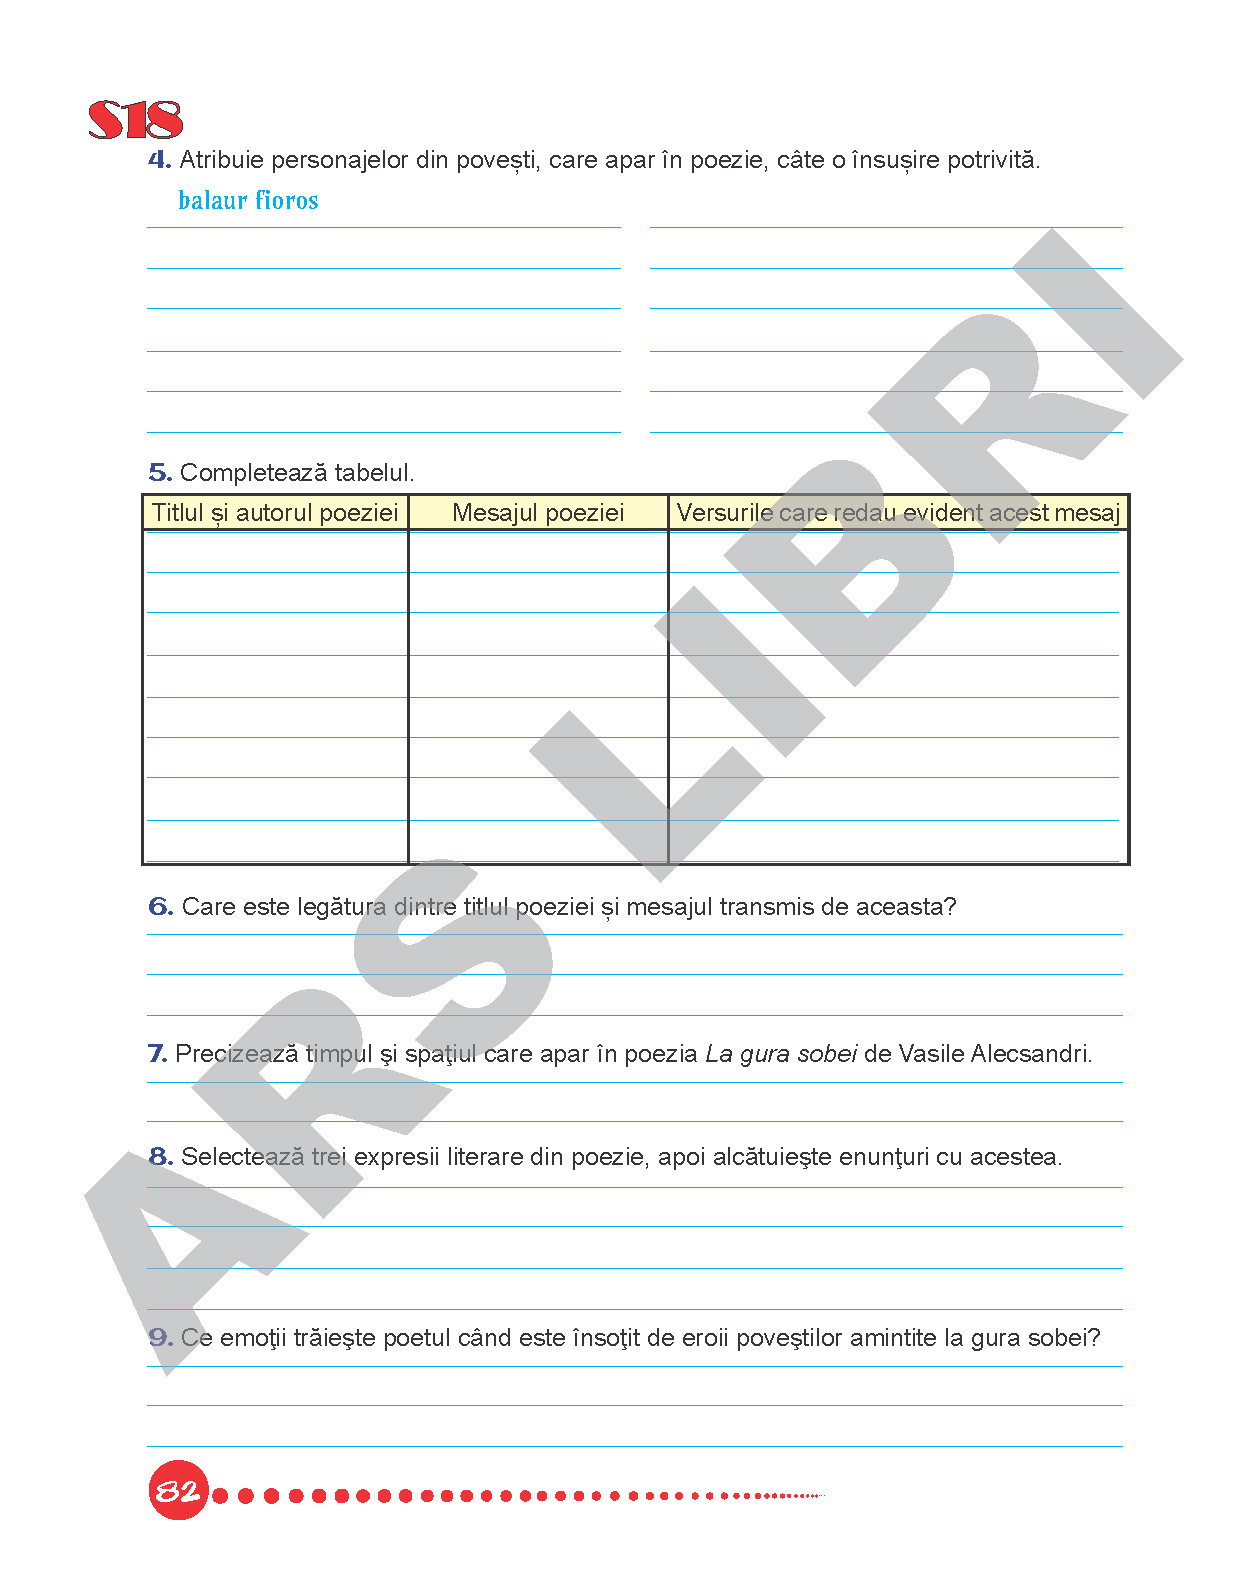 S18
4. Atribuie personajelor din povești, care apar în poezie, câte o însușire potrivită.
balaur fioros
5. Completează tabelul.
Titlul și autorul poeziei Mesajul poeziei Versurile care redau evident acest mesaj
6. Care este legătura dintre titlul poeziei și mesajul transmis de aceasta?
7. Precizează timpul şi spaţiul care apar în poezia La gura sobei de Vasile Alecsandri.
8. Selectează trei expresii literare din poezie, apoi alcătuieşte enunţuri cu acestea.
9. Ce emoţii trăieşte poetul când este însoţit de eroii poveştilor amintite la gura sobei?
82
ARS LIBRI